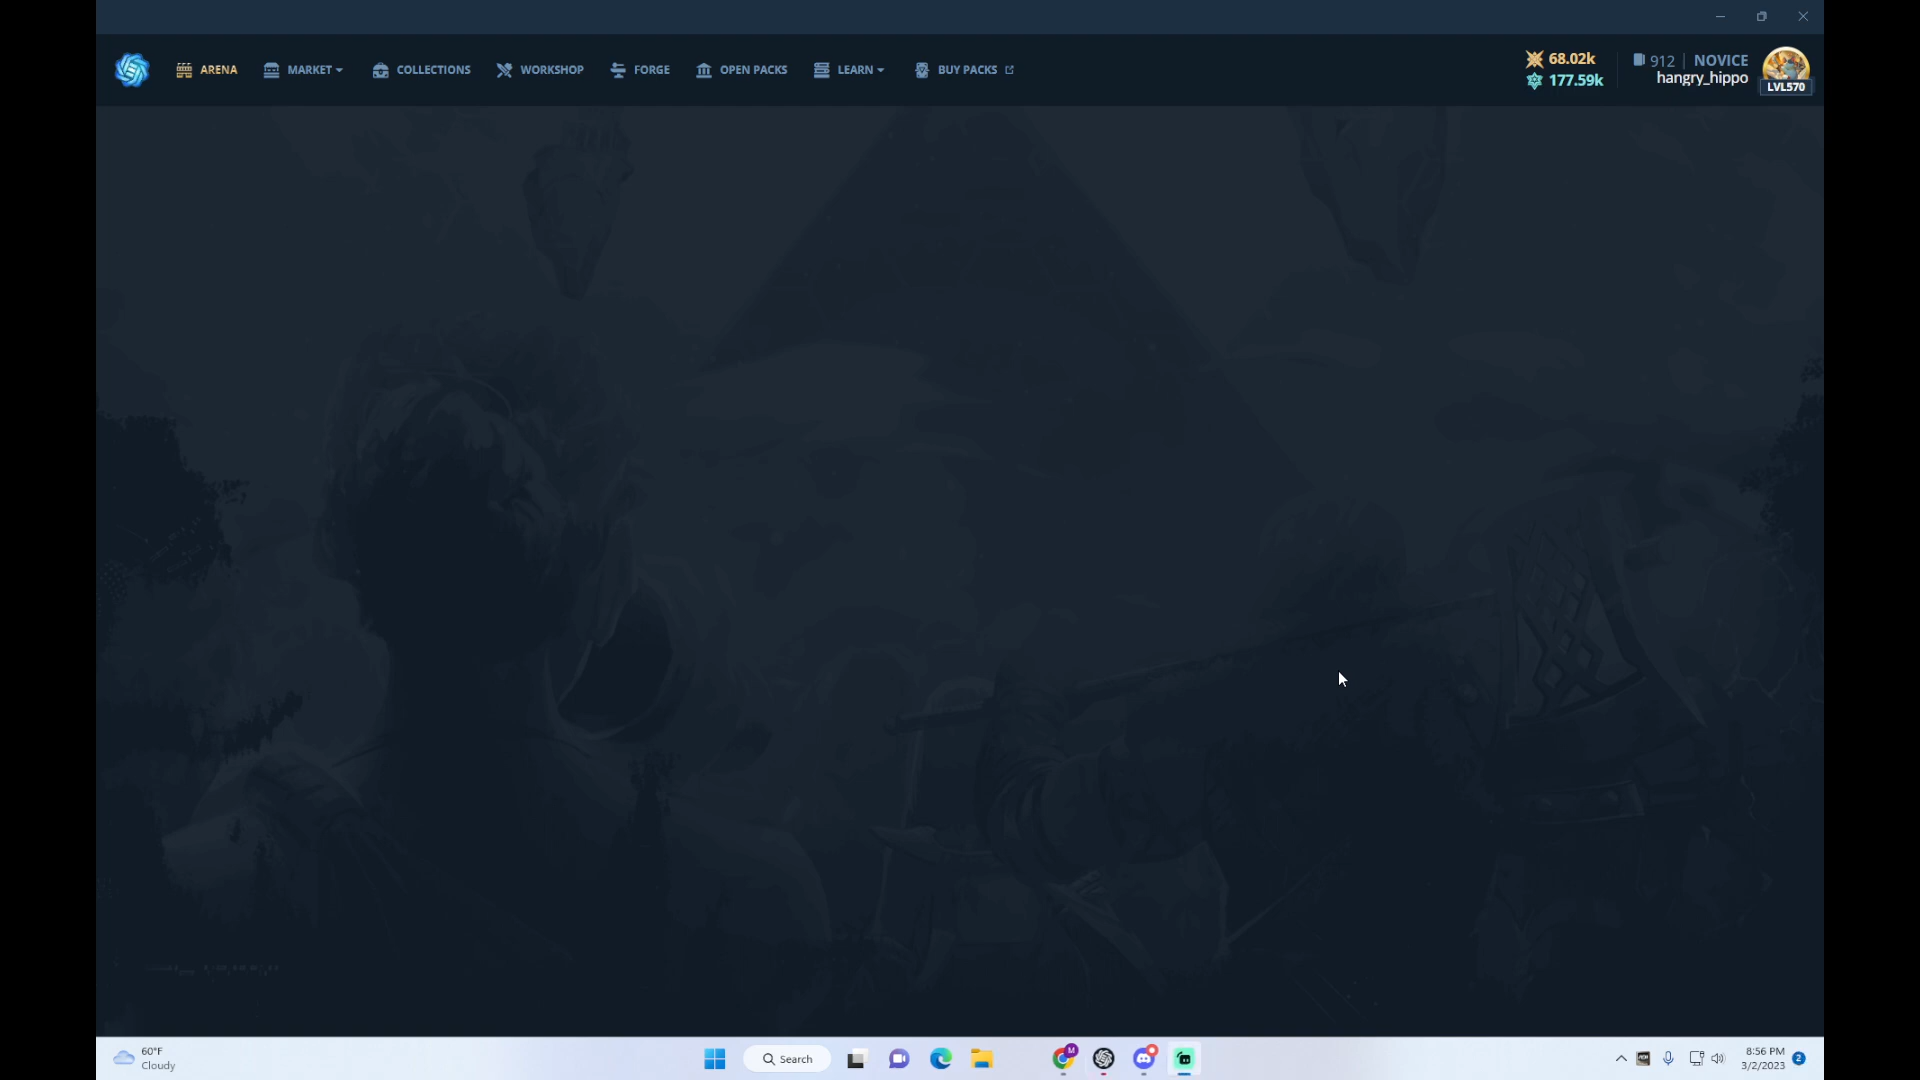 ARENA MARKET COLLECTIONS WORKSHOP FORGE OPEN PACKS LEARN BUY PACKS
68.02k
177.59k
912 | NOVICE
hangry_hippo
LVL570
60°F
Cloudy
Search
8:56 PM
3/2/2023
2